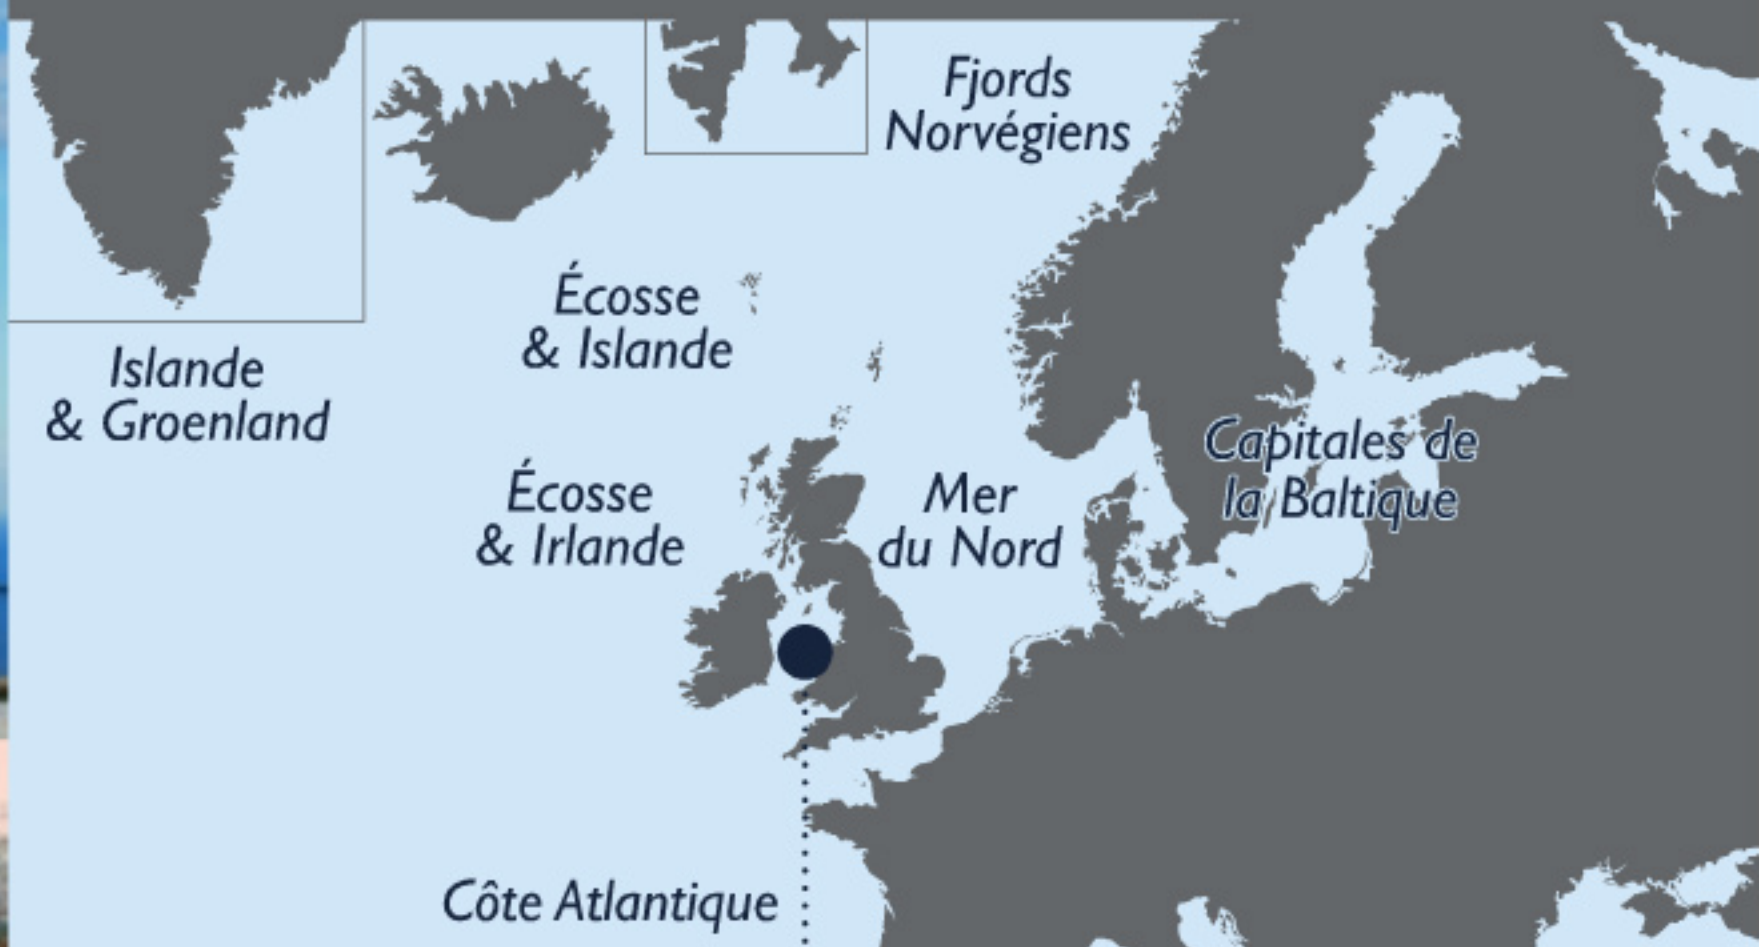 Fjords
Norvégiens
Écosse
& Islande
Islande
& Groenland
Capitales de
la Baltique
Écosse
& Irlande
Mer
du Nord
Côte Atlantique